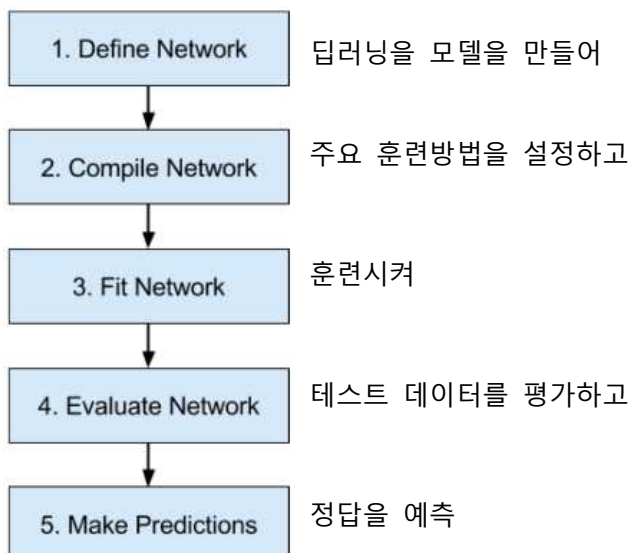 1. Define Network
딥러닝을 모델을 만들어
2. Compile Network
주요 훈련방법을 설정하고
3. Fit Network
훈련시켜
4. Evaluate Network
테스트 데이터를 평가하고
5. Make Predictions
정답을 예측